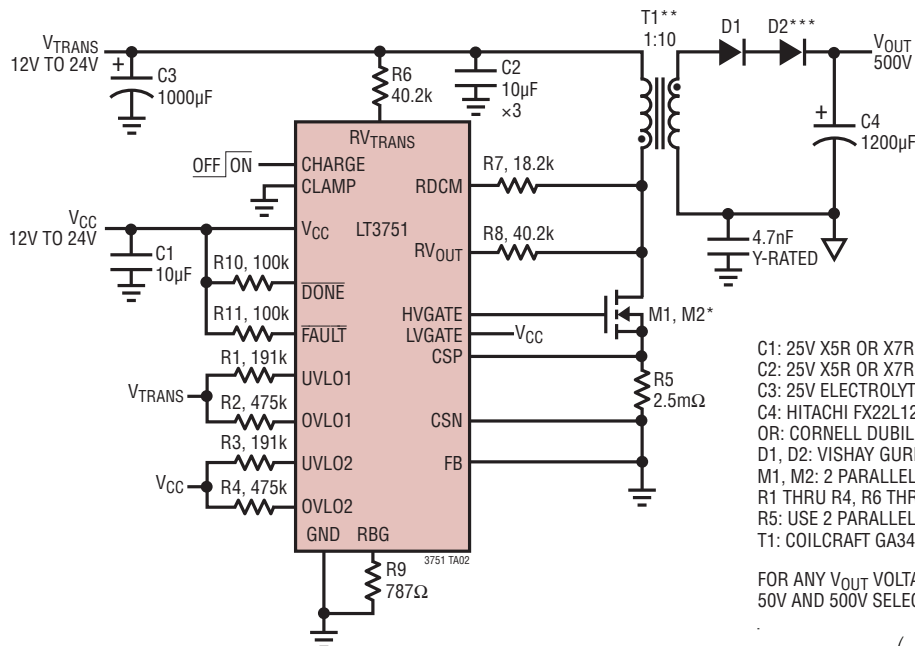 T1**
1:10
D1
D2***
VTRANS
12V TO 24V
VOUT
500V
+
C3
1000µF
R6
40.2k
C2
10µF
×3
+
C4
1200µF
RVTRANS
OFF ON
CHARGE
CLAMP
RDCM
R7, 18.2k
VCC
12V TO 24V
VCC
LT3751
RVOUT
R8, 40.2k
4.7nF
Y-RATED
C1
10µF
R10, 100k
DONE
R11, 100k
FAULT
HVGATE
M1, M2*
LVGATE
VCC
CSP
R1, 191k
UVLO1
VTRANS
R2, 475k
OVLO1
R5
2.5mΩ
CSN
R3, 191k
UVLO2
FB
VCC
R4, 475k
OVLO2
GND
RBG
3751 TA02
R9
787Ω
C1: 25V X5R OR X7R
C2: 25V X5R OR X7R
C3: 25V ELECTROLYT
C4: HITACHI FX22L12
OR: CORNELL DUBIL
D1, D2: VISHAY GURI
M1, M2: 2 PARALLEL
R1 THRU R4, R6 THR
R5: USE 2 PARALLEL
T1: COILCRAFT GA34
FOR ANY VOUT VOLTA
50V AND 500V SELEC